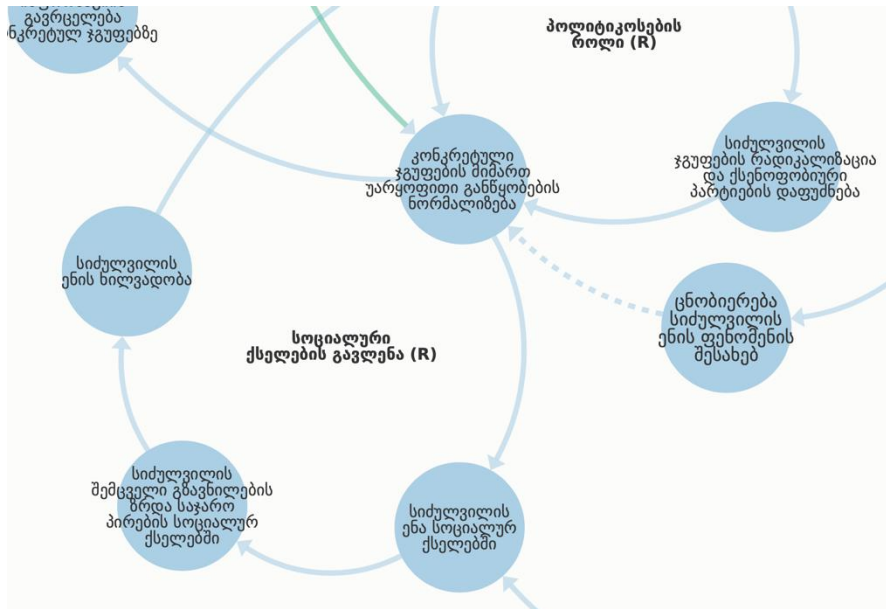 გავრცელება
კონკრეტულ ჯგუფებზე
პოლიტიკოსების
როლი (R)
კონკრეტული
ჯგუფების მიმართ
უარყოფითი განწყობების
ნორმალიზება
სიძულვილის
ჯგუფების რადიკალიზაცია
და ქსენოფობიური
პარტიების დაფუძნება
სიძულვილის
ენის ხილვადობა
ცნობიერება
სიძულვილის
ენის ფენომენის
შესახებ
სოციალური
ქსელების გავლენა (R)
სიძულვილის
შემცველი გზავნილების
ზრდა საჯარო
პირების სოციალურ
ქსელებში
სიძულვილის
ენა სოციალურ
ქსელებში